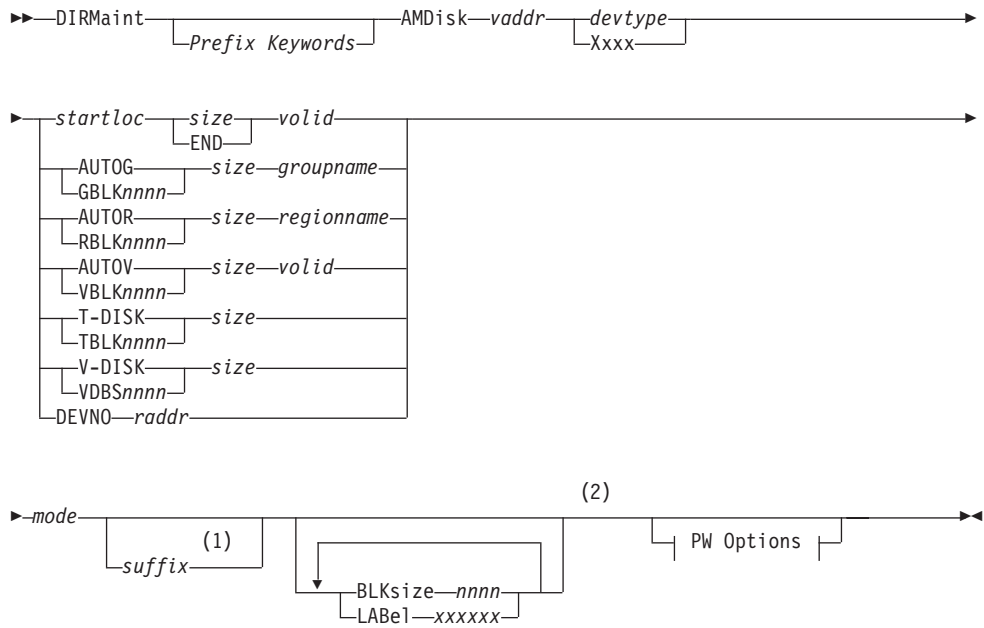 DIRMaint Prefix Keywords AMDisk vaddr devtype
Xxxx
startloc size volid
END
AUTOG size groupname
GBLKnnnn
AUTOR size regionname
RBLKnnnn
AUTOV size volid
VBLKnnnn
T-DISK size
TBLKnnnn
V-DISK size
VDBSnnnn
DEVNO raddr
(2)
mode
(1)
suffix
BLKsize nnnn
LABel xxxxxx
PW Options